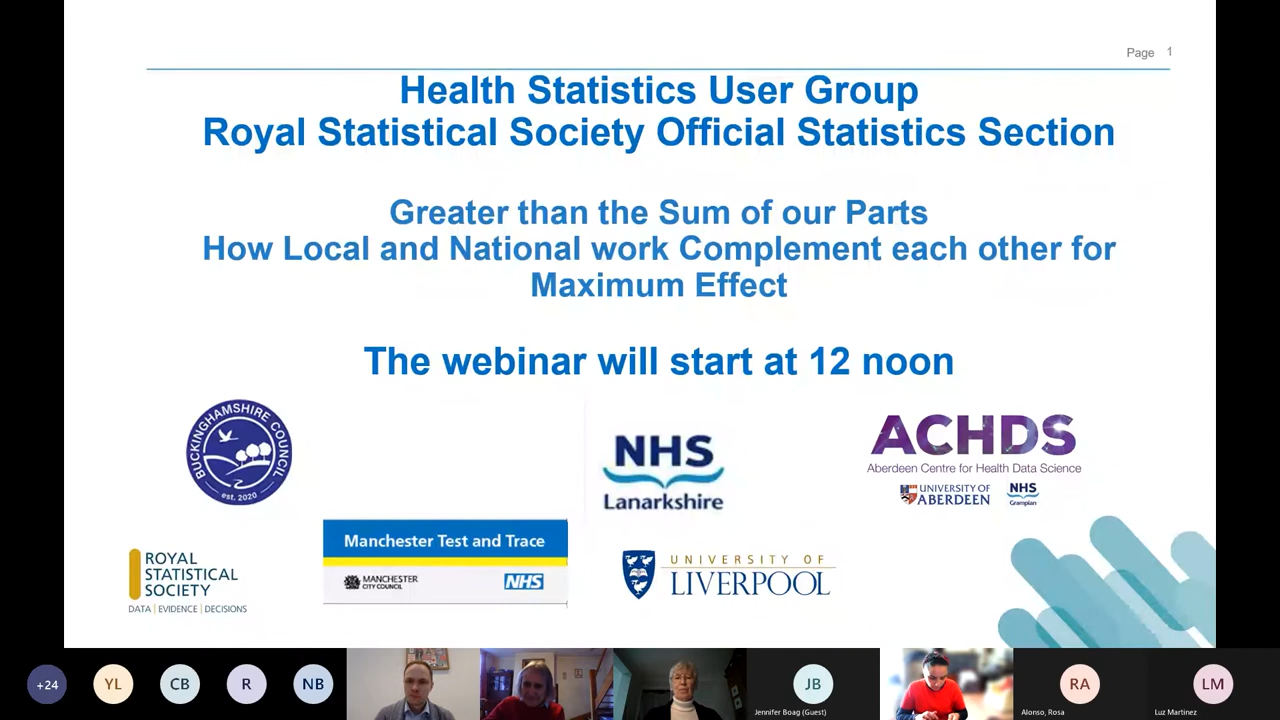 Page 1
Health Statistics User Group
Royal Statistical Society Official Statistics Section
Greater than the Sum of our Parts
How Local and National work Complement each other for
Maximum Effect
The webinar will start at 12 noon
BUCKINGHAMSHIRE COUNCIL
est. 2020
NHS
Lanarkshire
ACHDS
Aberdeen Centre for Health Data Science
UNIVERSITY OF
ABERDEEN
NHS
Grampian
ROYAL
STATISTICAL
SOCIETY
DATA | EVIDENCE | DECISIONS
Manchester Test and Trace
MANCHESTER
CITY COUNCIL
NHS
UNIVERSITY OF
LIVERPOOL
+24
YL
CB
R
NB
JB
Jennifer Boag (Guest)
RA
Alonso, Rosa
LM
Luz Martinez